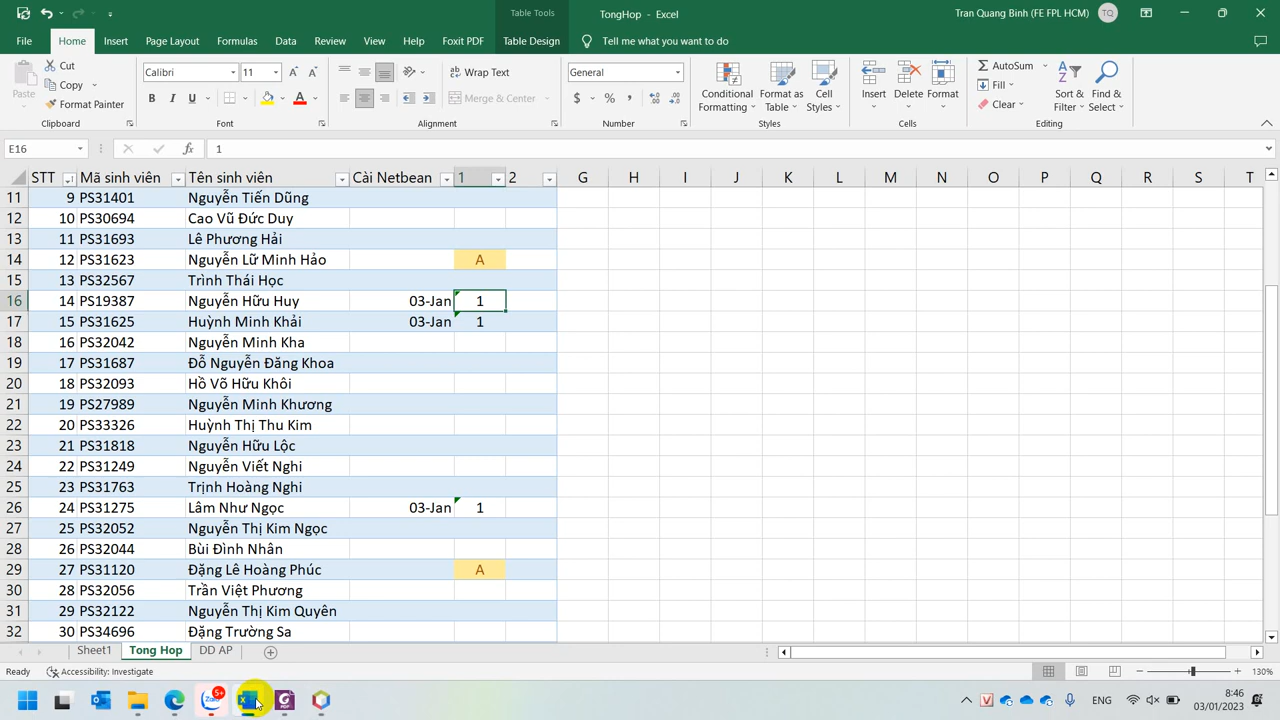 Table Tools
TongHop - Excel
Tran Quang Binh (FE FPL HCM) TQ
File Home Insert Page Layout Formulas Data Review View Help Foxit PDF Table Design Tell me what you want to do
Paste
Cut
Copy
Format Painter
Calibri 11
Wrap Text
Merge & Center
General
Conditional Formatting
Format as Table
Cell Styles
Insert Delete Format
AutoSum
Fill
Clear
Sort & Filter
Find & Select
Clipboard Font Alignment Number Styles Cells Editing
E16 1
STT Mã sinh viên Tên sinh viên Cài Netbean 1 2 G H I J K L M N O P Q R S T
11 9 PS31401 Nguyễn Tiến Dũng
12 10 PS30694 Cao Vũ Đức Duy
13 11 PS31693 Lê Phương Hải
14 12 PS31623 Nguyễn Lữ Minh Hảo A
15 13 PS32567 Trình Thái Học
16 14 PS19387 Nguyễn Hữu Huy 03-Jan 1
17 15 PS31625 Huỳnh Minh Khải 03-Jan 1
18 16 PS32042 Nguyễn Minh Kha
19 17 PS31687 Đỗ Nguyễn Đăng Khoa
20 18 PS32093 Hồ Võ Hữu Khôi
21 19 PS27989 Nguyễn Minh Khương
22 20 PS33326 Huỳnh Thị Thu Kim
23 21 PS31818 Nguyễn Hữu Lộc
24 22 PS31249 Nguyễn Viết Nghi
25 23 PS31763 Trịnh Hoàng Nghi
26 24 PS31275 Lâm Như Ngọc 03-Jan 1
27 25 PS32052 Nguyễn Thị Kim Ngọc
28 26 PS32044 Bùi Đình Nhân
29 27 PS31120 Đặng Lê Hoàng Phúc A
30 28 PS32056 Trần Việt Phương
31 29 PS32122 Nguyễn Thị Kim Quyên
32 30 PS34696 Đặng Trường Sa
Sheet1 Tong Hop DD AP
Ready Accessibility: Investigate 130%
5+ Zalo ENG 8:46
03/01/2023